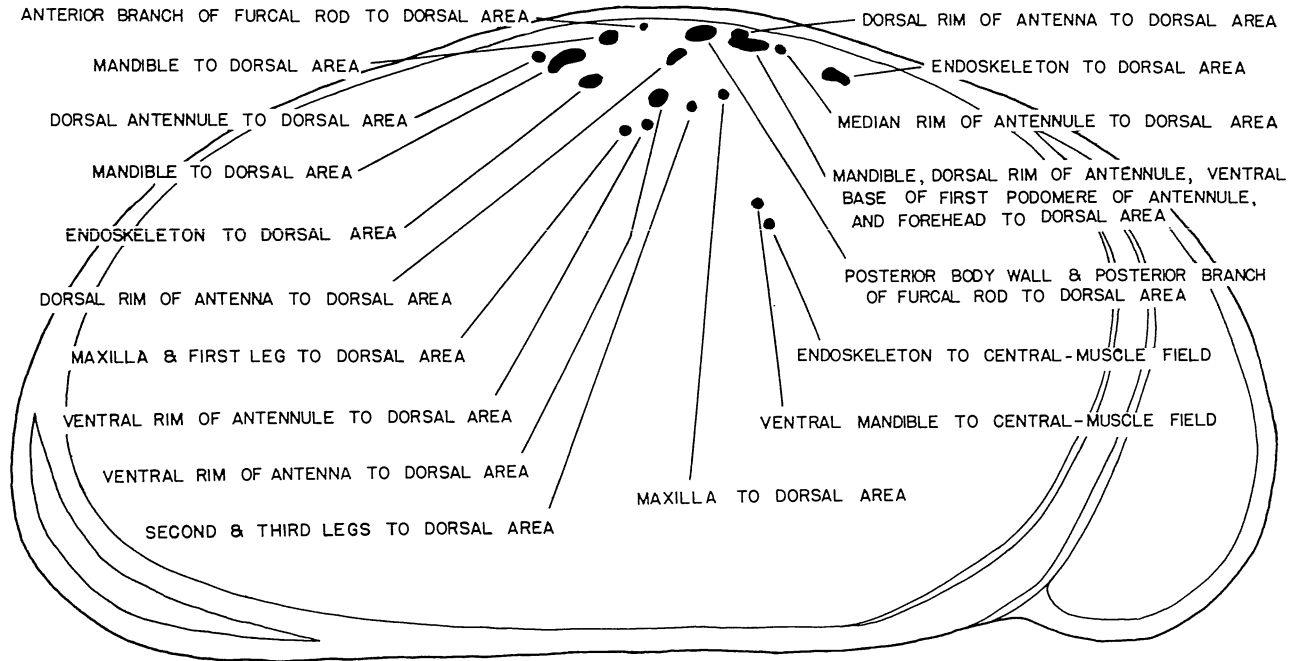 ANTERIOR BRANCH OF FURCAL ROD TO DORSAL AREA
MANDIBLE TO DORSAL AREA
DORSAL ANTENNULE TO DORSAL AREA
MANDIBLE TO DORSAL AREA
ENDOSKELETON TO DORSAL AREA
DORSAL RIM OF ANTENNA TO DORSAL AREA
MAXILLA & FIRST LEG TO DORSAL AREA
VENTRAL RIM OF ANTENNULE TO DORSAL AREA
VENTRAL RIM OF ANTENNA TO DORSAL AREA
SECOND & THIRD LEGS TO DORSAL AREA
MAXILLA TO DORSAL AREA
DORSAL RIM OF ANTENNA TO DORSAL AREA
ENDOSKELETON TO DORSAL AREA
MEDIAN RIM OF ANTENNULE TO DORSAL AREA
MANDIBLE, DORSAL RIM OF ANTENNULE, VENTRAL
BASE OF FIRST PODOMERE OF ANTENNULE,
AND FOREHEAD TO DORSAL AREA
POSTERIOR BODY WALL & POSTERIOR BRANCH
OF FURCAL ROD TO DORSAL AREA
ENDOSKELETON TO CENTRAL-MUSCLE FIELD
VENTRAL MANDIBLE TO CENTRAL-MUSCLE FIELD